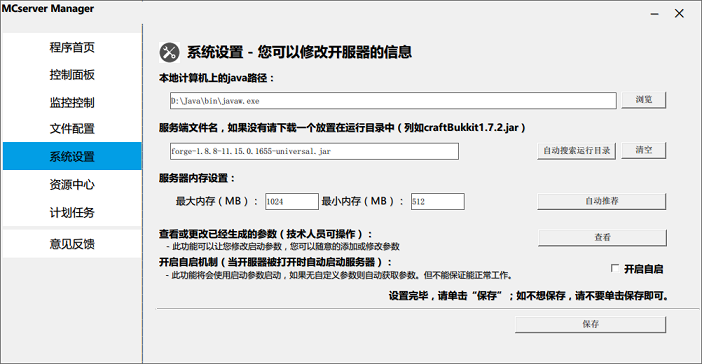 MCserver Manager
程序首页
控制面板
监控控制
文件配置
系统设置
资源中心
计划任务
意见反馈
系统设置 - 您可以修改开服器的信息
本地计算机上的java路径：
D:\Java\bin\javaw.exe
浏览
服务端文件名，如果没有请下载一个放置在运行目录中（列如craftBukkit1.7.2.jar）
forge-1.8.8-11.15.0.1655-universal.jar
自动搜索运行目录
清空
服务器内存设置：
最大内存（MB）： 1024 最小内存（MB）： 512
自动推荐
查看或更改已经生成的参数（技术人员可操作）：
- 此功能可以让您修改启动参数，您可以随意的添加或修改参数
查看
开启自启机制（当开服器被打开时自动启动服务器）：
- 此功能将会使用启动参数启动，如果无自定义参数则自动获取参数。但不能保证能正常工作。
开启自启
设置完毕，请单击“保存”；如不想保存，请不要单击保存即可。
保存